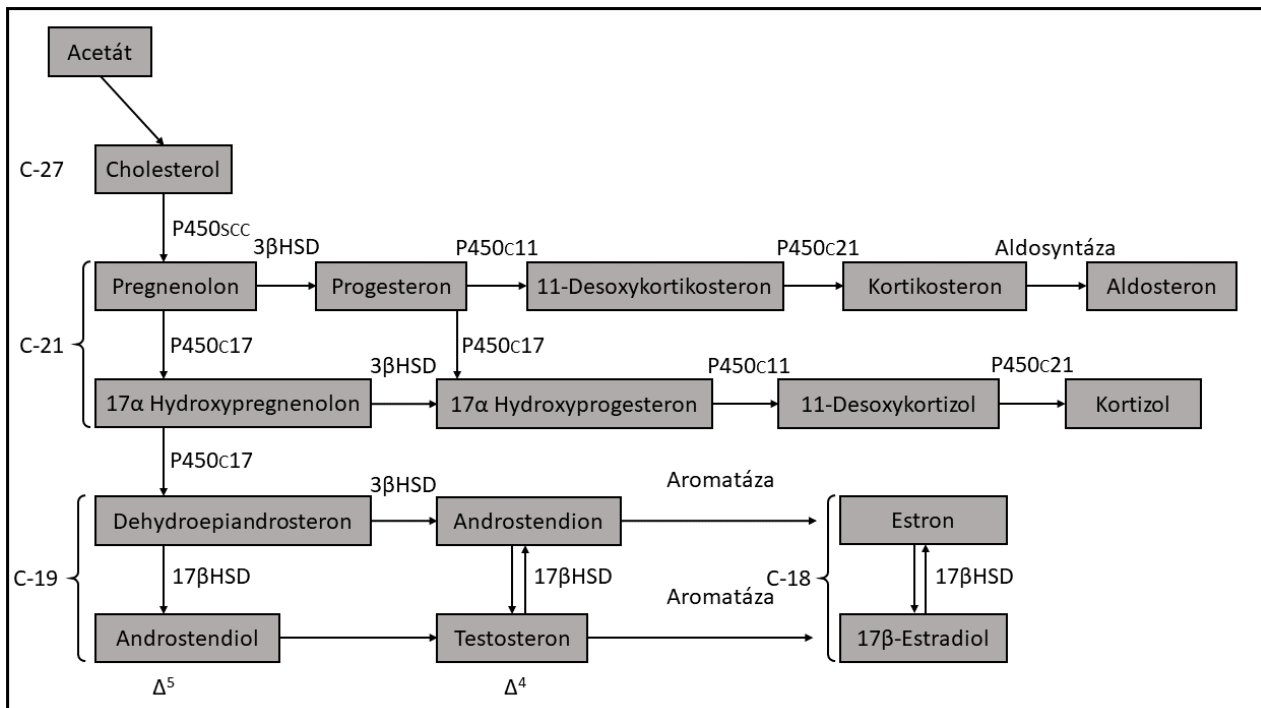 Acetát
C-27
Cholesterol
P450SCC
3βHSD
P450C11
P450C21
Aldosyntáza
Pregnenolon
Progesteron
11-Desoxykortikosteron
Kortikosteron
Aldosteron
C-21
P450C17
3βHSD
P450C17
P450C11
P450C21
17α Hydroxypregnenolon
17α Hydroxyprogesteron
11-Desoxykortizol
Kortizol
P450C17
3βHSD
Aromatáza
Dehydroepiandrosteron
Androstendion
Estron
C-19
17βHSD
17βHSD
Aromatáza
C-18
17βHSD
Androstendiol
Testosteron
17β-Estradiol
Δ⁵
Δ⁴